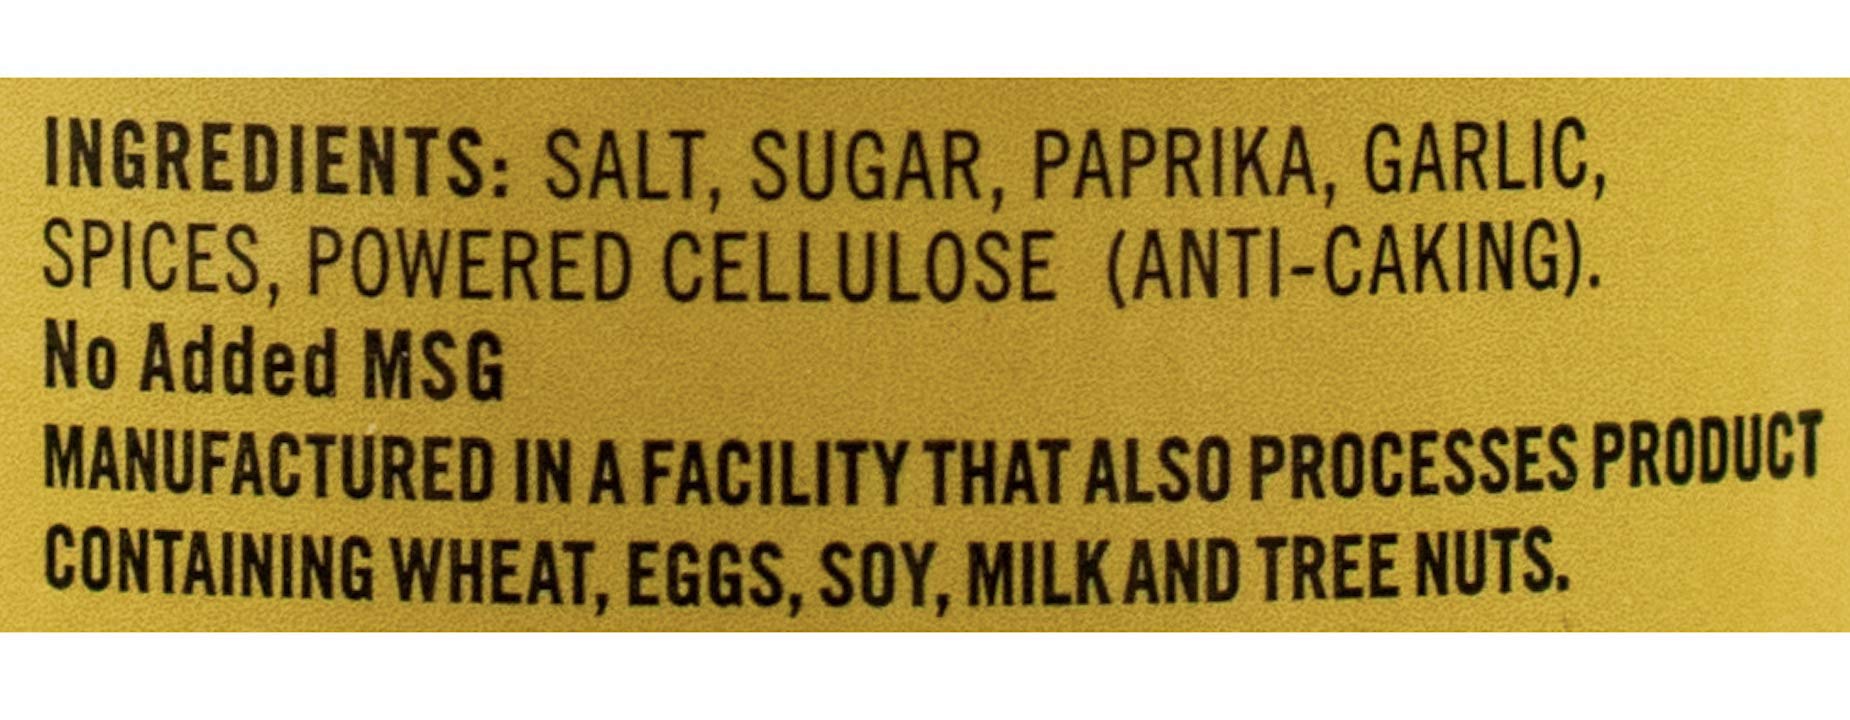 INGREDIENTS: SALT, SUGAR, PAPRIKA, GARLIC,
SPICES, POWERED CELLULOSE (ANTI-CAKING).
No Added MSG
MANUFACTURED IN A FACILITY THAT ALSO PROCESSES PRODUCT
CONTAINING WHEAT, EGGS, SOY, MILK AND TREE NUTS.